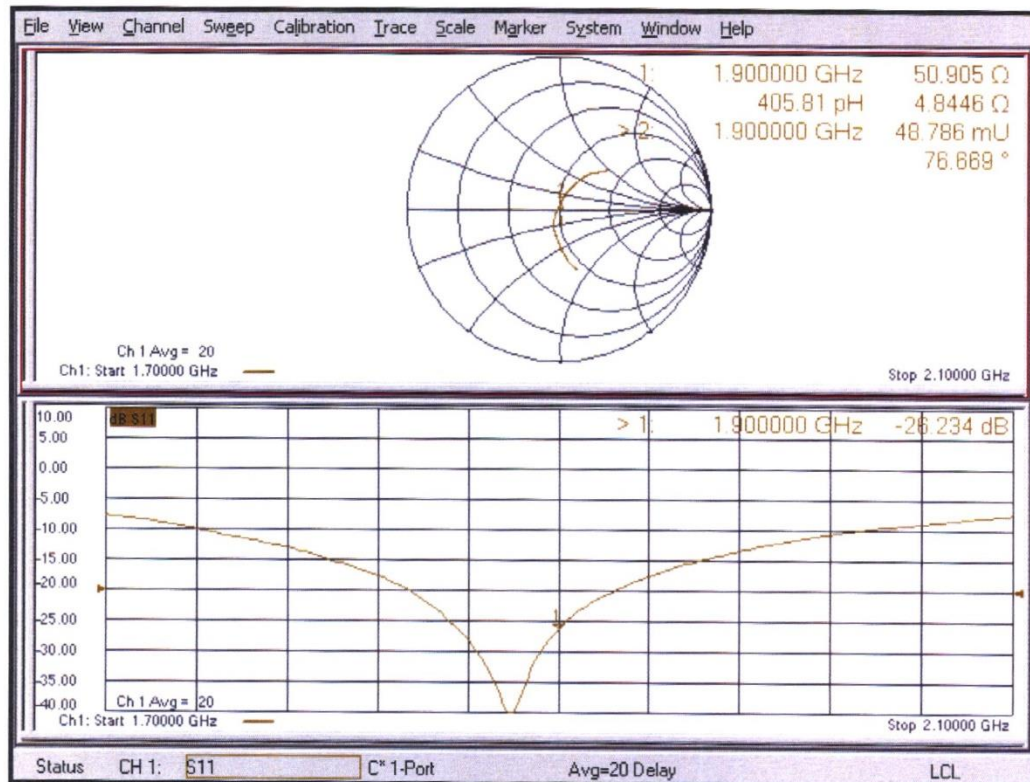 File View Channel Sweep Calibration Trace Scale Marker System Window Help
1: 1.900000 GHz 50.905 Ω
405.81 pH 4.8446 Ω
> 2: 1.900000 GHz 48.786 mU
76.669 °
Ch 1 Avg = 20
Ch1: Start 1.70000 GHz
Stop 2.10000 GHz
10.00
dB S11
> 1: 1.900000 GHz -26.234 dB
5.00
0.00
-5.00
-10.00
-15.00
-20.00
-25.00
1
-30.00
-35.00
-40.00
Ch 1 Avg = 20
Ch1: Start 1.70000 GHz
Stop 2.10000 GHz
Status CH 1: S11 C* 1-Port Avg=20 Delay LCL